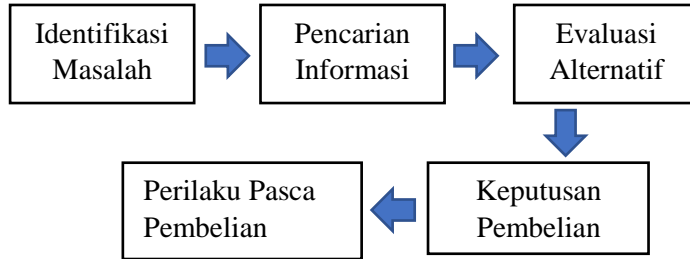 Identifikasi
Masalah
Pencarian
Informasi
Evaluasi
Alternatif
Keputusan
Pembelian
Perilaku Pasca
Pembelian